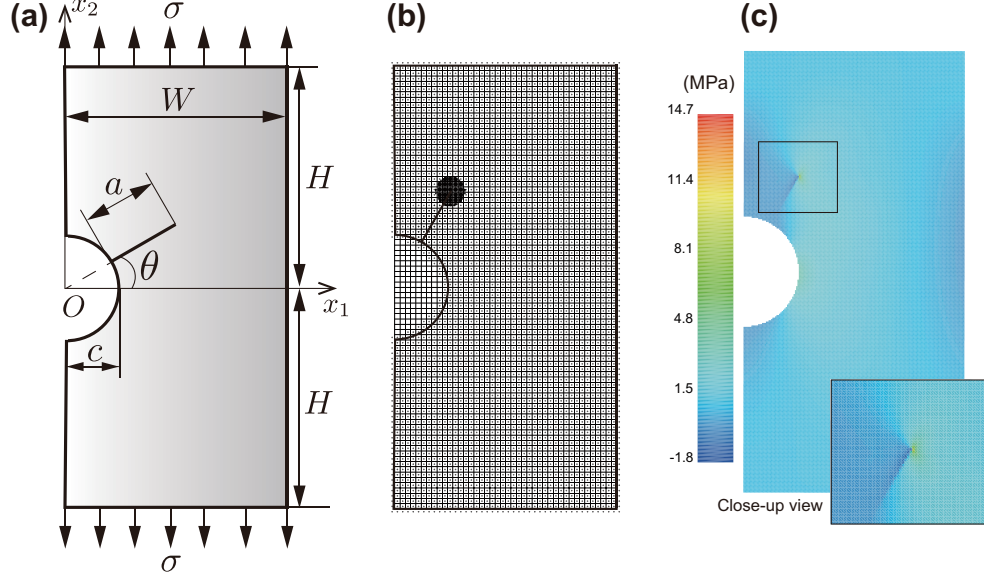 (a)
x₂
σ
W
H
a
θ
O
x₁
c
H
σ
(b)
(c)
(MPa)
14.7
11.4
8.1
4.8
1.5
-1.8
Close-up view